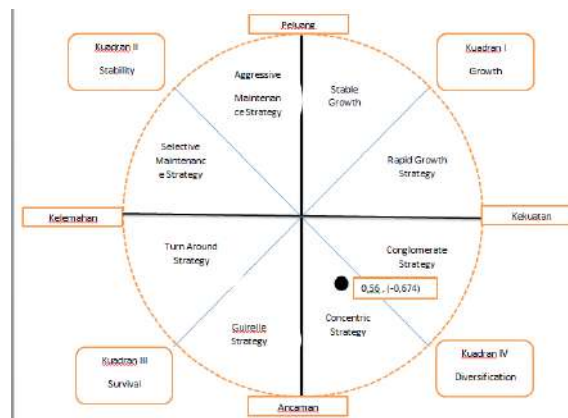 Peluang
Kuadran II
Stability
Kuadran I
Growth
Aggressive
Maintenan
ce Strategy
Stable
Growth
Selective
Maintenanc
e Strategy
Rapid Growth
Strategy
Kelemahan
Kekuatan
Turn Around
Strategy
Conglomerate
Strategy
0,56 , (-0,674)
Concentric
Strategy
Guirelle
Strategy
Kuadran III
Survival
Kuadran IV
Diversification
Ancaman